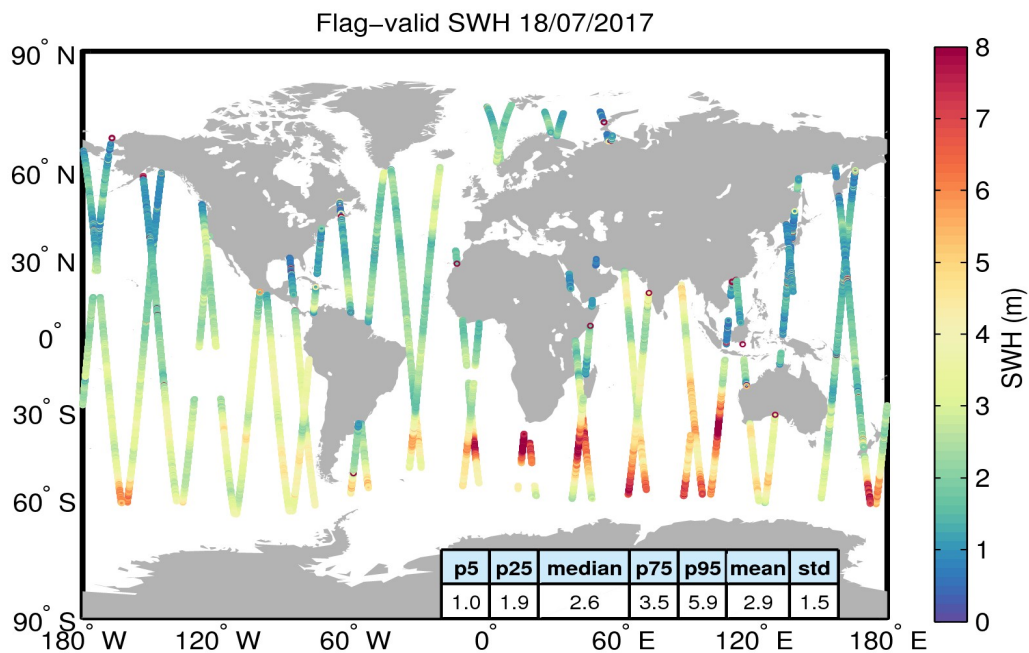 Flag−valid SWH 18/07/2017
90° N
60° N
30° N
0°
30° S
60° S
90° S
180° W
120° W
60° W
0°
60° E
120° E
180° E
p5 p25 median p75 p95 mean std
1.0 1.9 2.6 3.5 5.9 2.9 1.5
8
7
6
5
4
3
2
1
0
SWH (m)